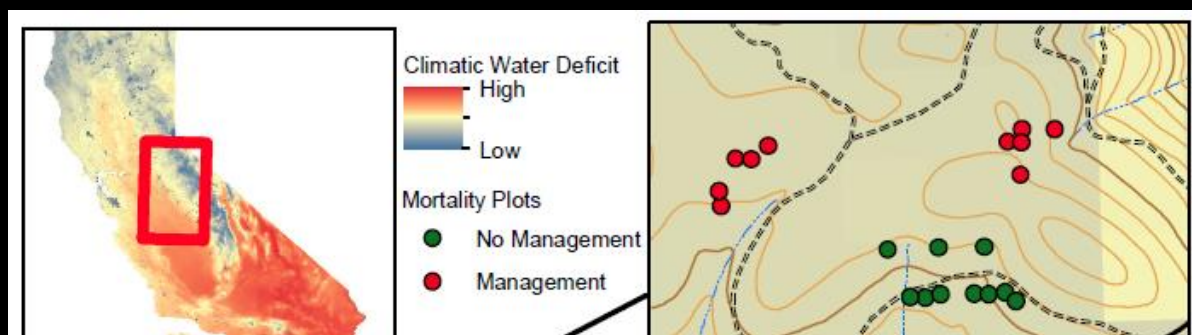 Climatic Water Deficit
High
Low
Mortality Plots
No Management
Management